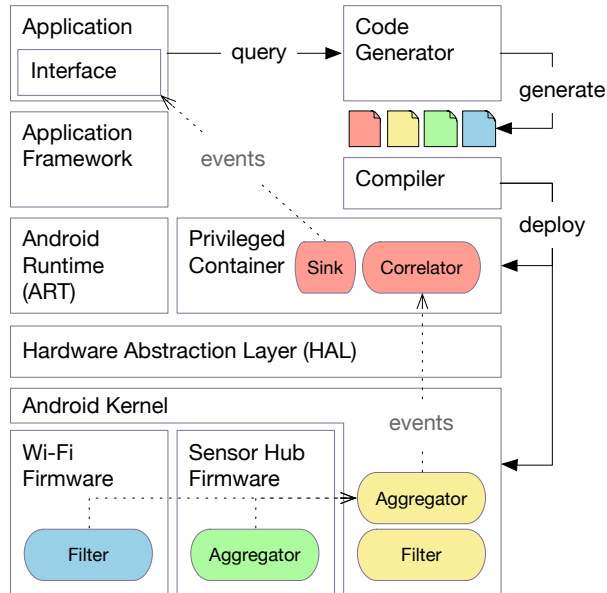 Application
Interface
query
Code
Generator
generate
Application
Framework
events
Compiler
deploy
Android
Runtime
(ART)
Privileged
Container
Sink
Correlator
Hardware Abstraction Layer (HAL)
Android Kernel
events
Wi-Fi
Firmware
Sensor Hub
Firmware
Aggregator
Filter
Aggregator
Filter